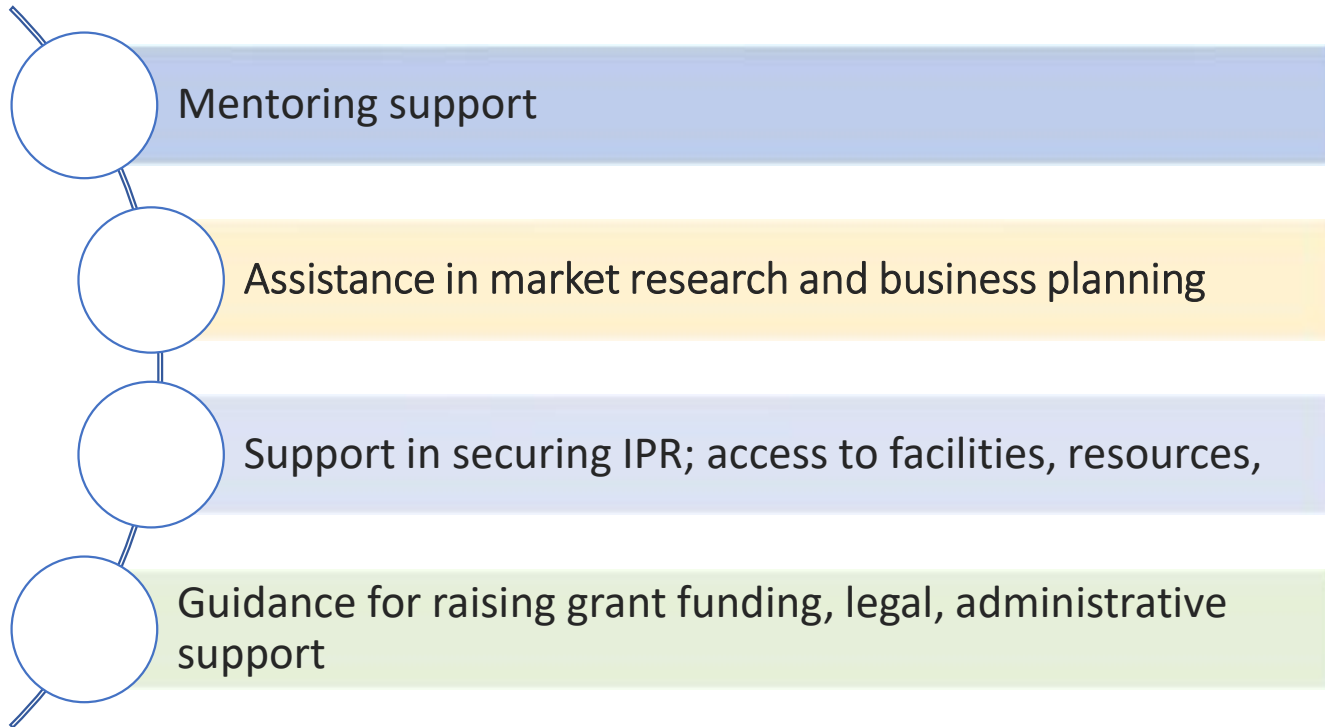 Mentoring support
Assistance in market research and business planning
Support in securing IPR; access to facilities, resources,
Guidance for raising grant funding, legal, administrative
support